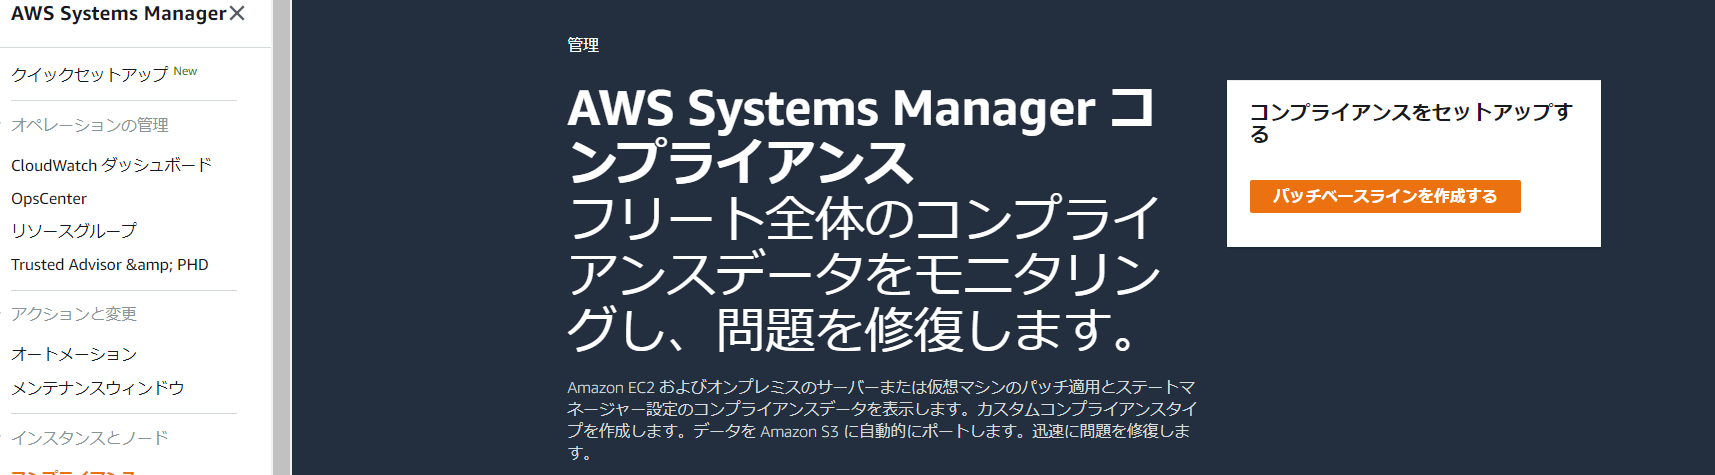 AWS Systems Manager
クイックセットアップ New
オペレーションの管理
CloudWatch ダッシュボード
OpsCenter
リソースグループ
Trusted Advisor &amp; PHD
アクションと変更
オートメーション
メンテナンスウィンドウ
インスタンスとノード
コンプライアンス
管理
AWS Systems Manager コ
ンプライアンス
フリート全体のコンプライ
アンスデータをモニタリン
グし、問題を修復します。
Amazon EC2 およびオンプレミスのサーバーまたは仮想マシンのパッチ適用とステートマ
ネージャー設定のコンプライアンスデータを表示します。カスタムコンプライアンスタイ
プを作成します。データを Amazon S3 に自動的にポートします。迅速に問題を修復しま
す。
コンプライアンスをセットアップす
る
パッチベースラインを作成する